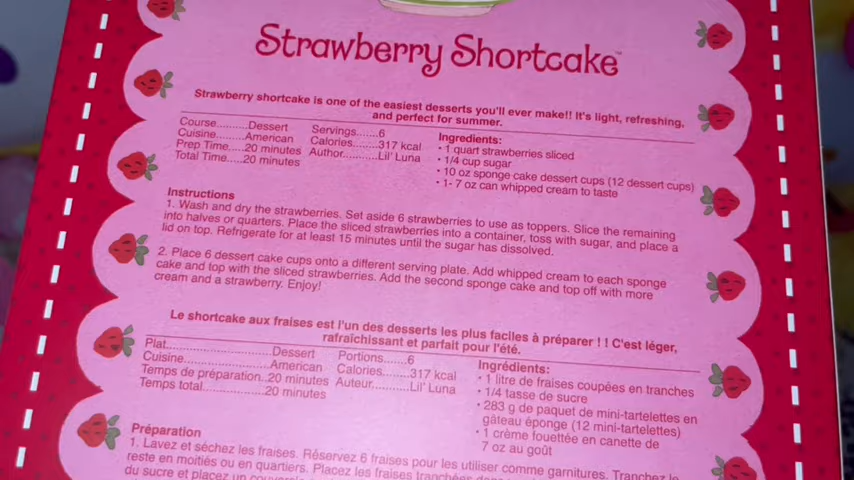 Strawberry Shortcake™
Strawberry shortcake is one of the easiest desserts you'll ever make!! It's light, refreshing,
and perfect for summer.
Course..........Dessert
Cuisine.........American
Prep Time.....20 minutes
Total Time.....20 minutes
Servings.......6
Calories........317 kcal
Author..........Lil' Luna
Ingredients:
• 1 quart strawberries sliced
• 1/4 cup sugar
• 10 oz sponge cake dessert cups (12 dessert cups)
• 1- 7 oz can whipped cream to taste
Instructions
1. Wash and dry the strawberries. Set aside 6 strawberries to use as toppers. Slice the remaining
into halves or quarters. Place the sliced strawberries into a container, toss with sugar, and place a
lid on top. Refrigerate for at least 15 minutes until the sugar has dissolved.
2. Place 6 dessert cake cups onto a different serving plate. Add whipped cream to each sponge
cake and top with the sliced strawberries. Add the second sponge cake and top off with more
cream and a strawberry. Enjoy!
Le shortcake aux fraises est l'un des desserts les plus faciles à préparer ! ! C'est léger,
rafraîchissant et parfait pour l'été.
Plat................................Dessert
Cuisine..........................American
Temps de préparation..20 minutes
Temps total...................20 minutes
Portions.....6
Calories........317 kcal
Auteur..........Lil' Luna
Ingrédients:
• 1 litre de fraises coupées en tranches
• 1/4 tasse de sucre
• 283 g de paquet de mini-tartelettes en
gâteau éponge (12 mini-tartelettes)
• 1 crème fouettée en canette de
7 oz au goût
Préparation
1. Lavez et séchez les fraises. Réservez 6 fraises pour les utiliser comme garnitures. Tranchez le
reste en moitiés ou en quartiers. Placez les fraises tranchées
du sucre et placez un